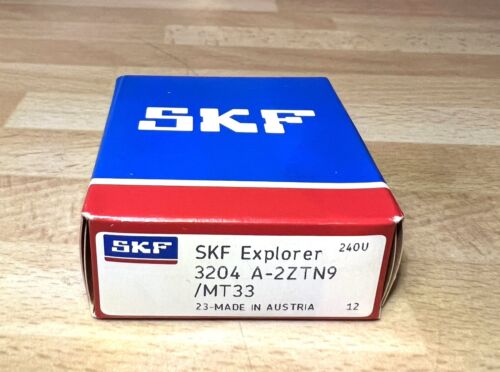 SKF
SKF
SKF Explorer 240U
3204 A-2ZTN9
/MT33
23-MADE IN AUSTRIA 12